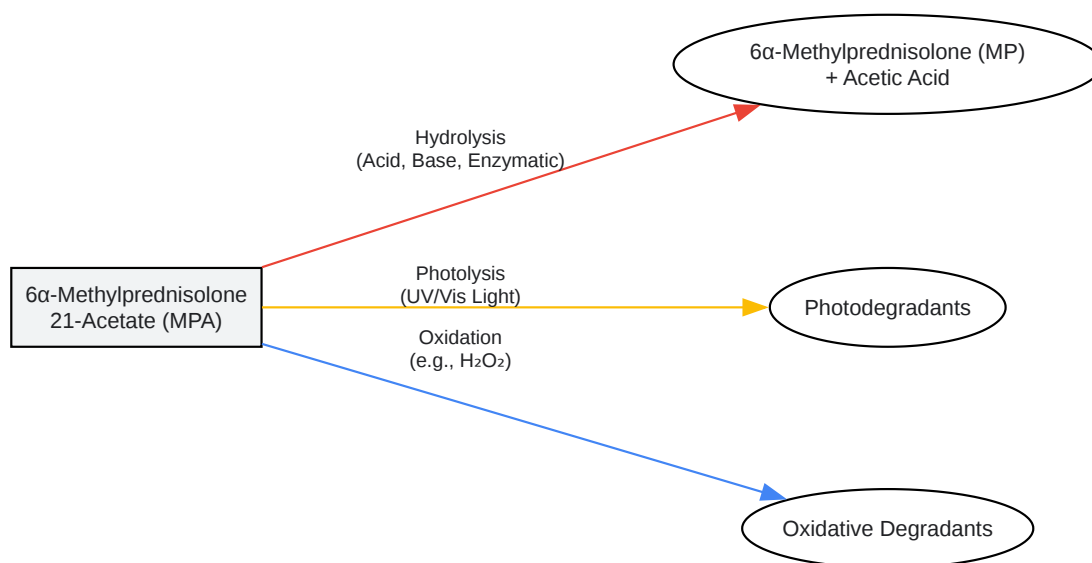 6α-Methylprednisolone (MP)
+ Acetic Acid
Hydrolysis
(Acid, Base, Enzymatic)
6α-Methylprednisolone
21-Acetate (MPA)
Photolysis
(UV/Vis Light)
Photodegradants
Oxidation
(e.g., H₂O₂)
Oxidative Degradants